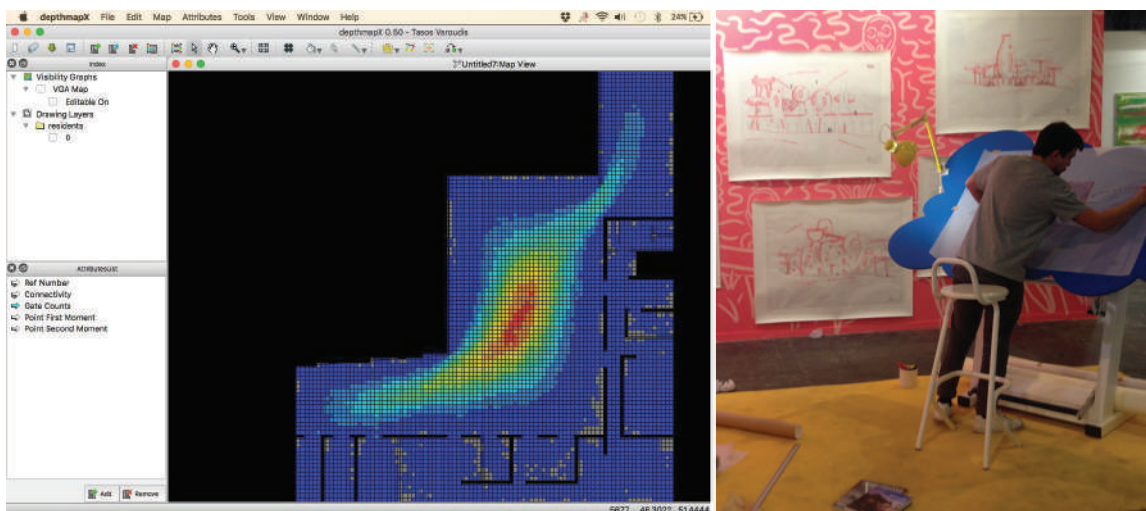 depthmapX File Edit Map Attributes Tools View Window Help 24%
depthmapX 0.50 - Tasos Varoudis
Index
Untitled7:Map View
Visibility Graphs
VGA Map
Editable On
Drawing Layers
residents
0
AttributesList
Ref Number
Connectivity
Gate Counts
Point First Moment
Point Second Moment
Add Remove